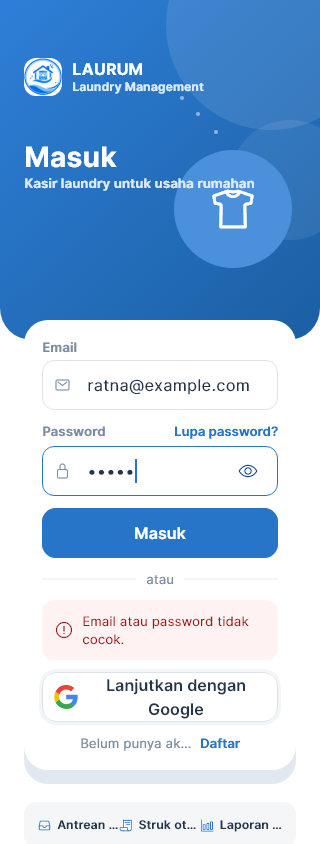 LAURUM
Laundry Management
Masuk
Kasir laundry untuk usaha rumahan
Email
ratna@example.com
Password Lupa password?
•••••
Masuk
atau
Email atau password tidak
cocok.
Lanjutkan dengan
Google
Belum punya ak... Daftar
Antrean ... Struk ot... Laporan ...